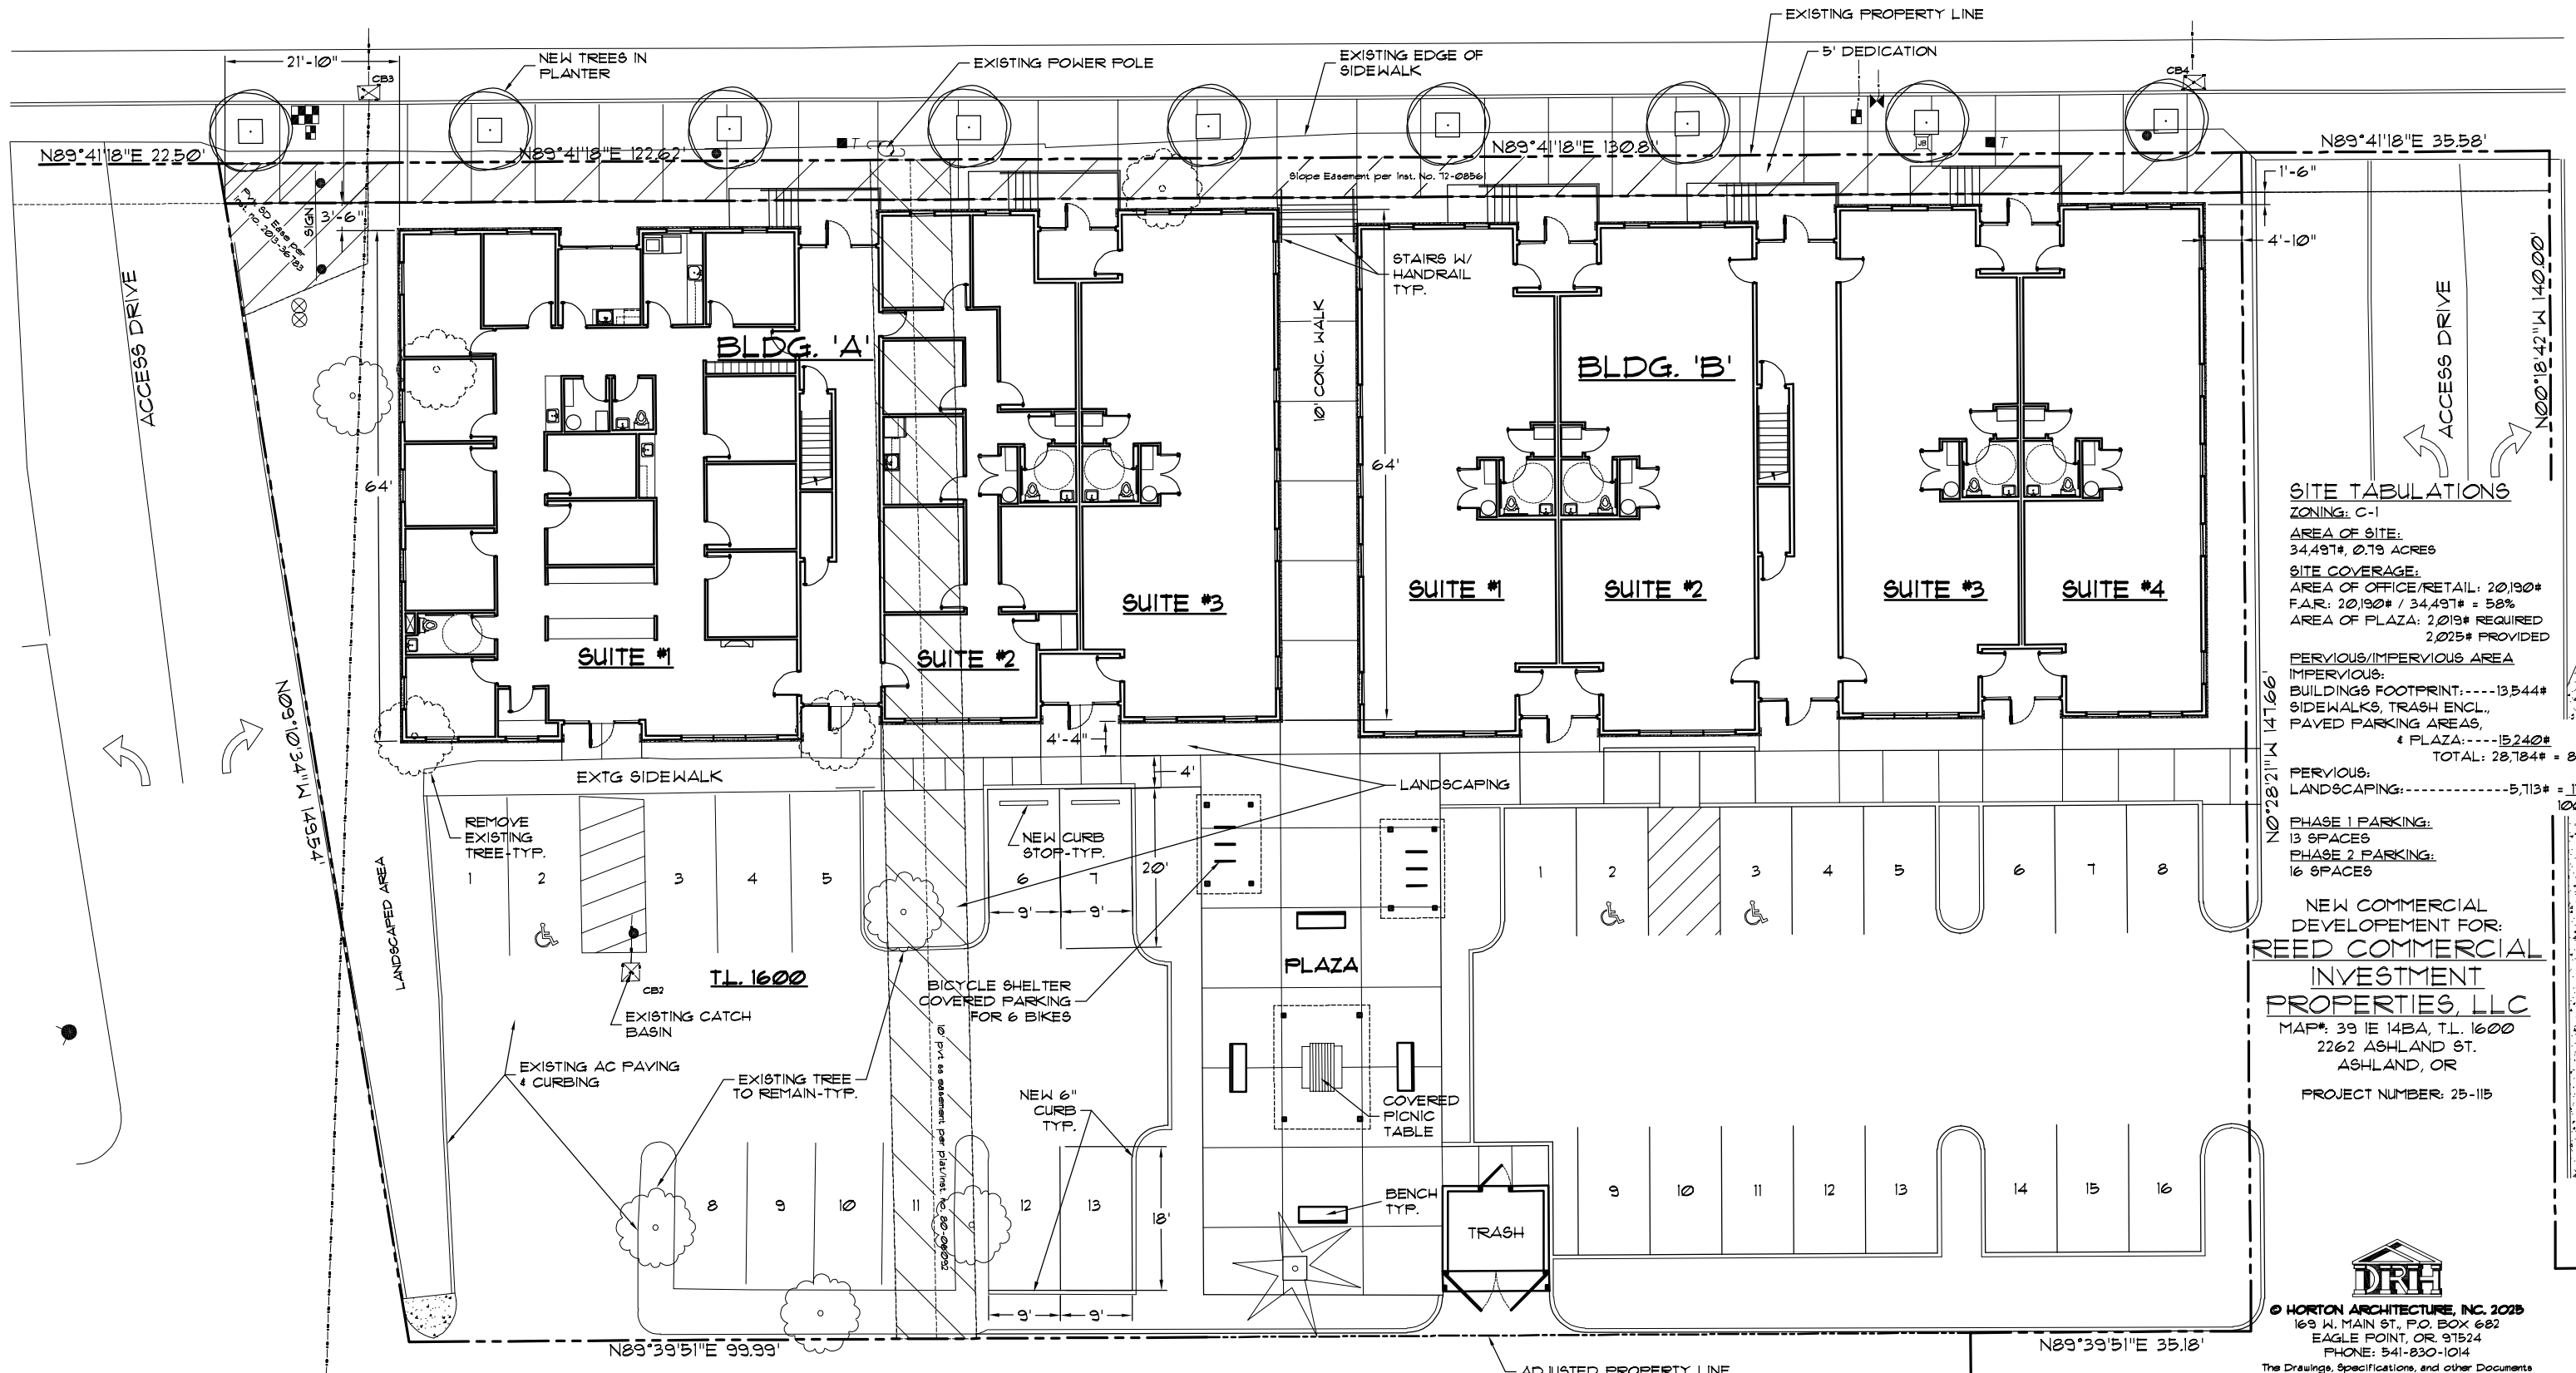 EXISTING PROPERTY LINE
21'-10"
CB3
NEW TREES IN
PLANTER
EXISTING POWER POLE
EXISTING EDGE OF
SIDEWALK
5' DEDICATION
CB4
N89°41'18"E 22.50'
N89°41'18"E 122.62'
T
N89°41'18"E 130.81'
JB
T
N89°41'18"E 35.58'
Slope Easement per Inst. No. 72-08561
1'-6"
4'-10"
SIGN
3'-6"
ACCESS DRIVE
STAIRS W/
HANDRAIL
TYP.
10' CONC. WALK
BLDG. 'A'
BLDG. 'B'
ACCESS DRIVE
N00°18'42"W 140.00'
64'
64'
SUITE #1
SUITE #2
SUITE #3
SUITE #1
SUITE #2
SUITE #3
SUITE #4
SITE TABULATIONS
ZONING: C-1
AREA OF SITE:
34,497#, 0.79 ACRES
SITE COVERAGE:
AREA OF OFFICE/RETAIL: 20,190#
F.A.R.: 20,190# / 34,497# = 58%
AREA OF PLAZA: 2,019# REQUIRED
2,025# PROVIDED
PERVIOUS/IMPERVIOUS AREA
IMPERVIOUS:
BUILDINGS FOOTPRINT:----13,544#
SIDEWALKS, TRASH ENCL.,
PAVED PARKING AREAS,
& PLAZA:----15,240#
TOTAL: 28,784# = 8
PERVIOUS:
LANDSCAPING:-------------5,713# =
PHASE 1 PARKING:
13 SPACES
PHASE 2 PARKING:
16 SPACES
N09°10'34"W 149.54'
N0°28'21"W 147.66'
4'-4"
4'
EXTG SIDEWALK
LANDSCAPING
REMOVE
EXISTING
TREE-TYP.
NEW CURB
STOP-TYP.
20'
LANDSCAPED AREA
1
2
3
4
5
6
7
9'
9'
1
2
3
4
5
6
7
8
T.L. 1600
CB2
EXISTING CATCH
BASIN
BICYCLE SHELTER
COVERED PARKING
FOR 6 BIKES
PLAZA
EXISTING AC PAVING
& CURBING
EXISTING TREE
TO REMAIN-TYP.
NEW 6"
CURB
TYP.
COVERED
PICNIC
TABLE
8
9
10
11
12
13
18'
9'
9'
BENCH
TYP.
TRASH
9
10
11
12
13
14
15
16
NEW COMMERCIAL
DEVELOPEMENT FOR:
REED COMMERCIAL
INVESTMENT
PROPERTIES, LLC
MAP#: 39 1E 14BA, T.L. 1600
2262 ASHLAND ST.
ASHLAND, OR
PROJECT NUMBER: 25-115
DRH
© HORTON ARCHITECTURE, INC. 2025
169 W. MAIN ST., P.O. BOX 682
EAGLE POINT, OR. 97524
PHONE: 541-830-1014
The Drawings, Specifications, and other Documents
N89°39'51"E 99.99'
N89°39'51"E 35.18'
ADJUSTED PROPERTY LINE